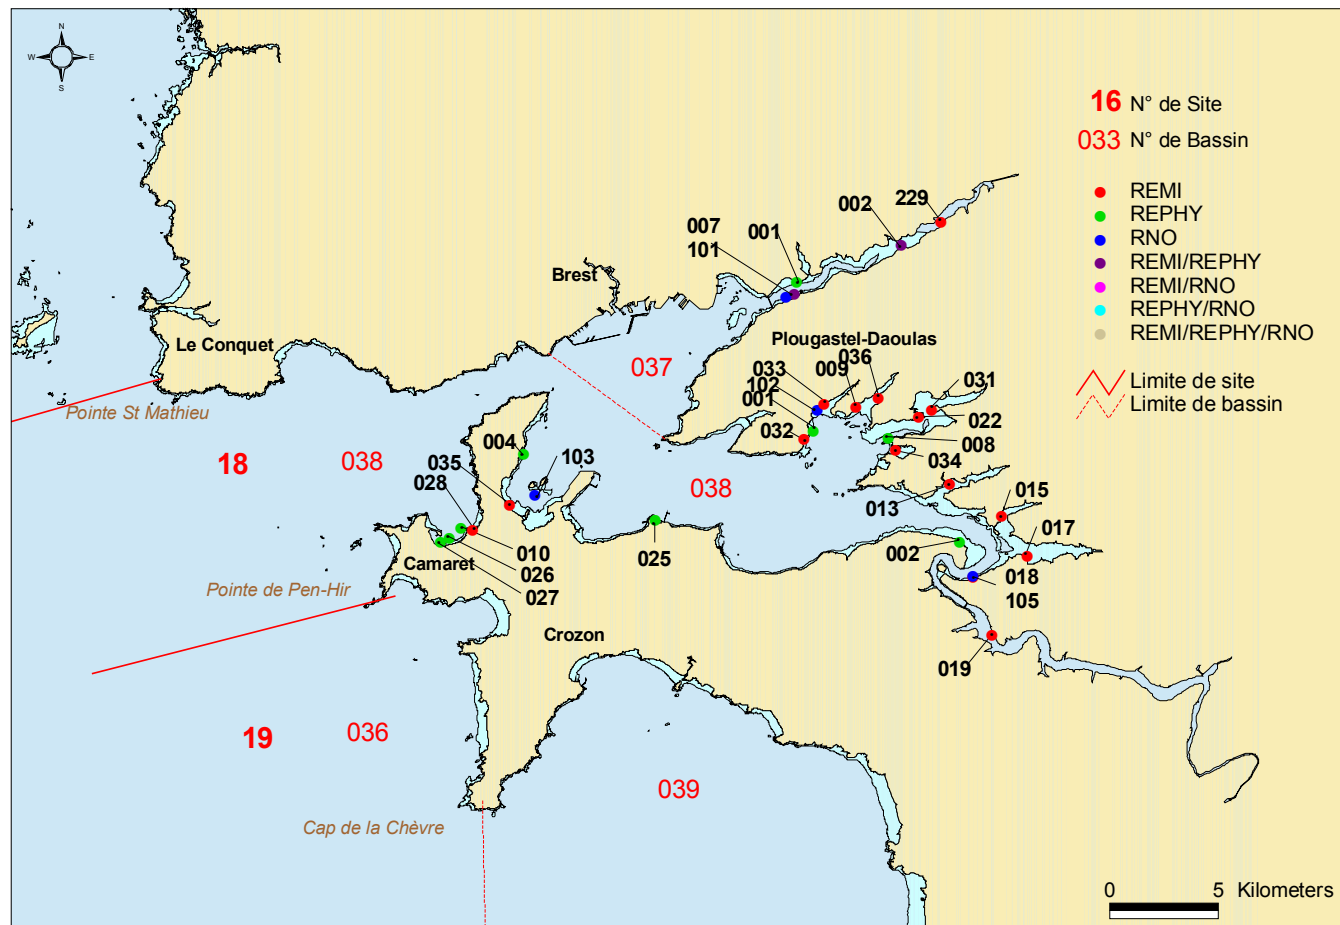 N
W E
S
16 N° de Site
033 N° de Bassin
REMI
REPHY
RNO
REMI/REPHY
REMI/RNO
REPHY/RNO
REMI/REPHY/RNO
Limite de site
Limite de bassin
229
002
001
007
101
Brest
Plougastel-Daoulas
Le Conquet
037
036
009
033
102
001
032
031
022
008
034
Pointe St Mathieu
004
103
035
028
18
038
038
013
015
017
018
105
002
025
010
026
027
Camaret
Pointe de Pen-Hir
Crozon
019
19
036
039
Cap de la Chèvre
0 5 Kilometers